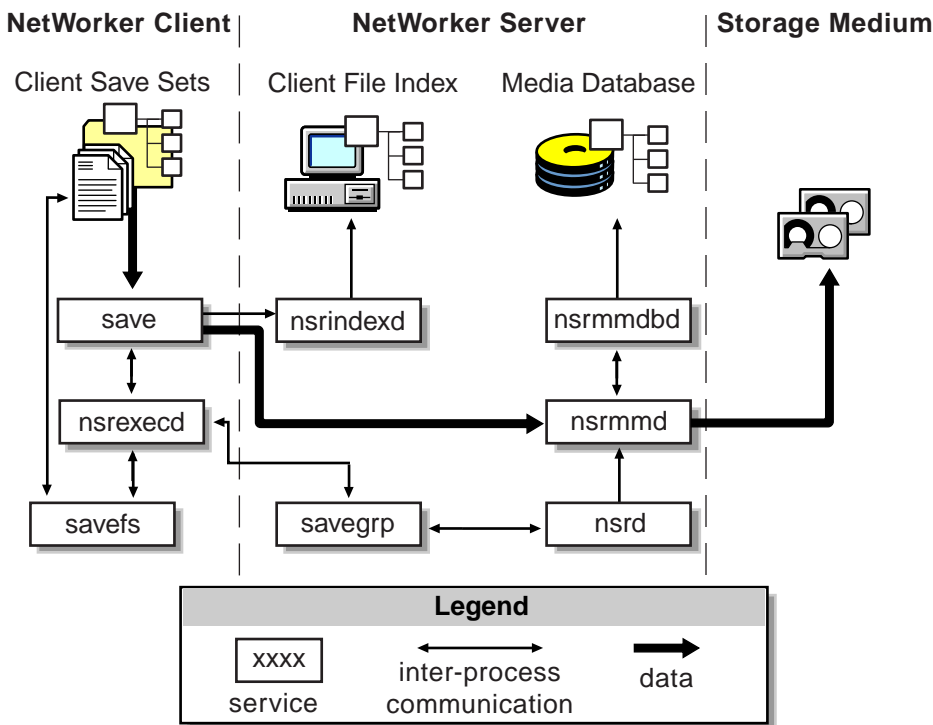 NetWorker Client
NetWorker Server
Storage Medium
Client Save Sets
Client File Index
Media Database
save
nsrindexd
nsrmmdbd
nsrexecd
nsrmmd
savefs
savegrp
nsrd
Legend
xxxx
service
inter-process
communication
data